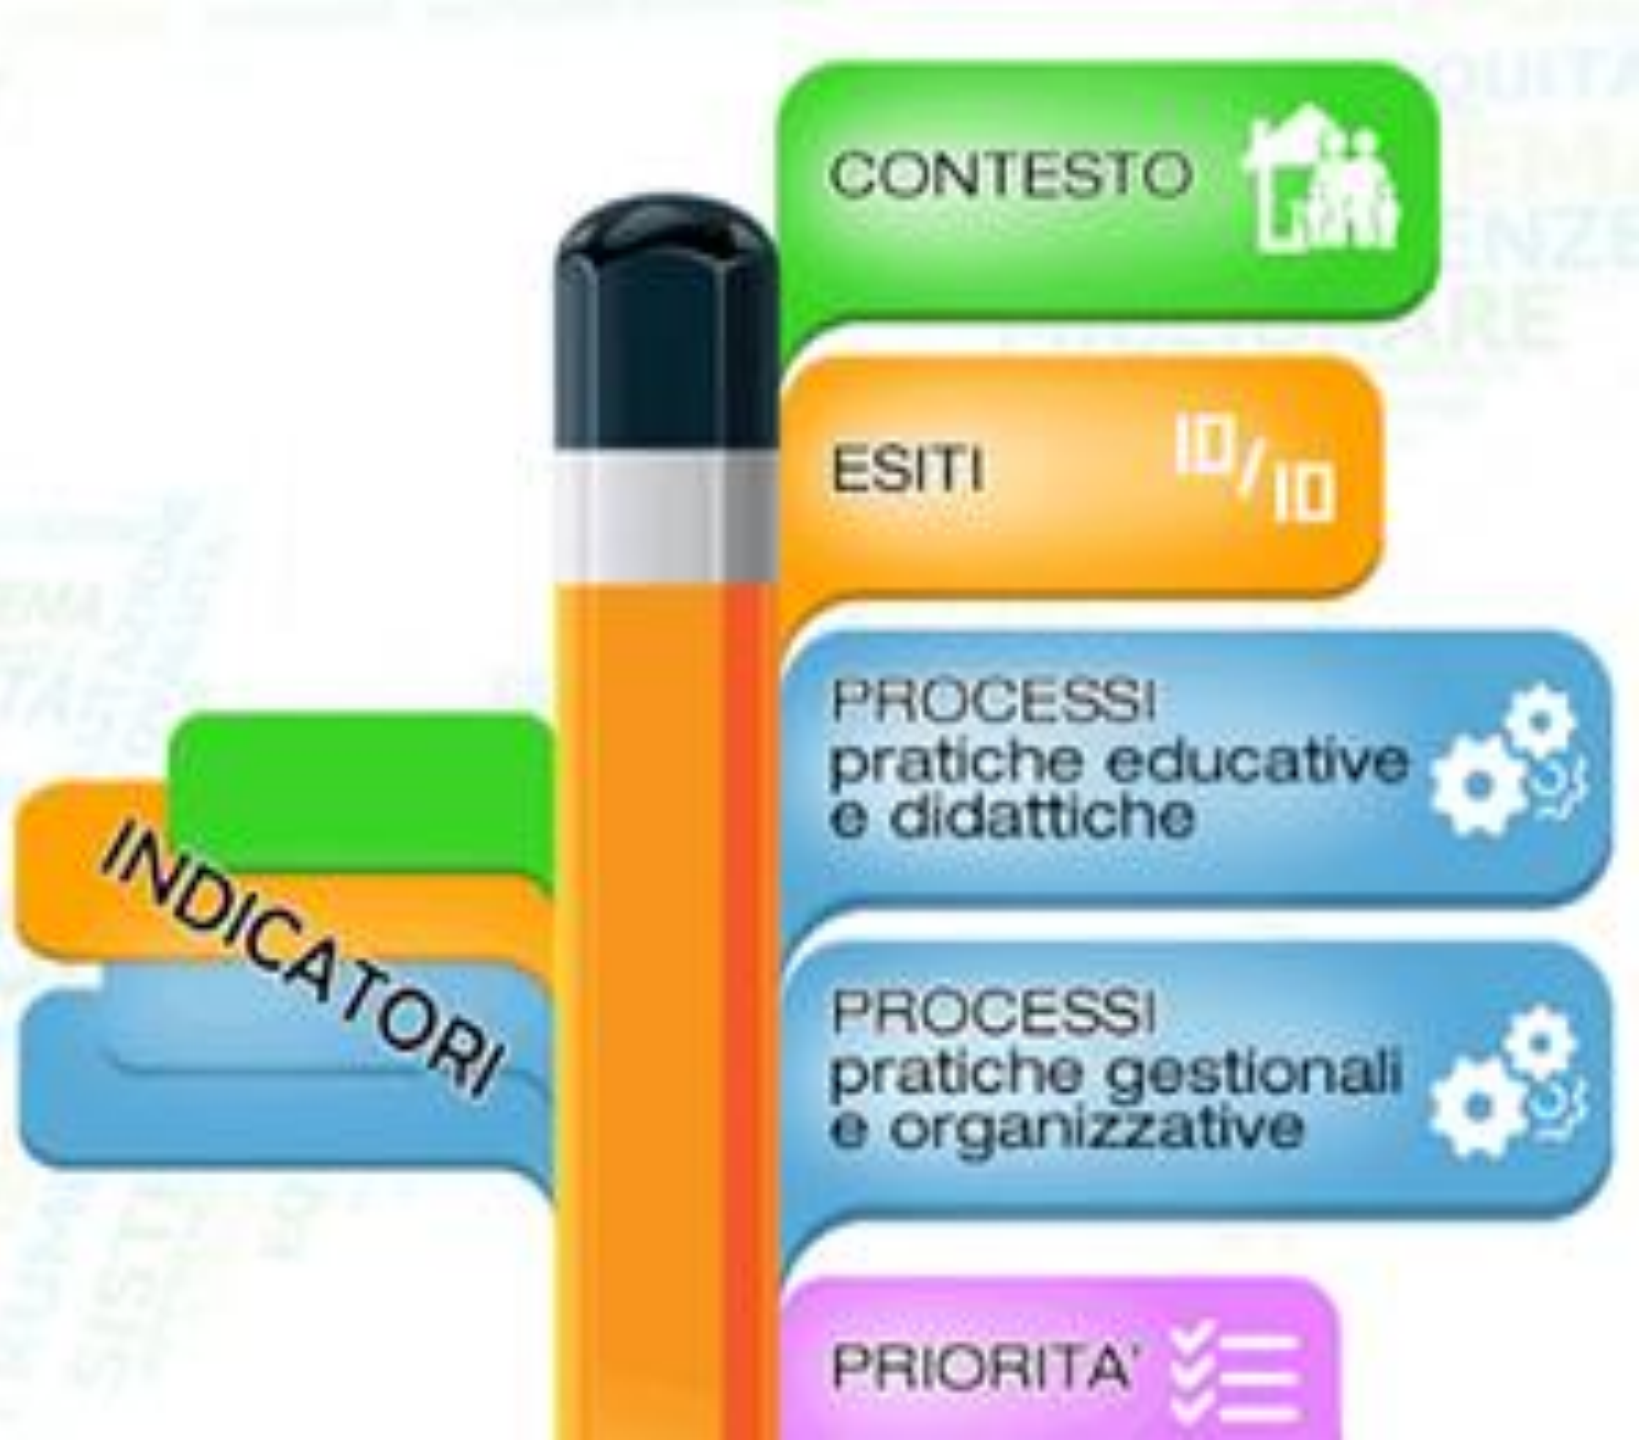 CONTESTO
ESITI
10/10
PROCESSI
pratiche educative
e didattiche
INDICATORI
PROCESSI
pratiche gestionali
e organizzative
PRIORITA'